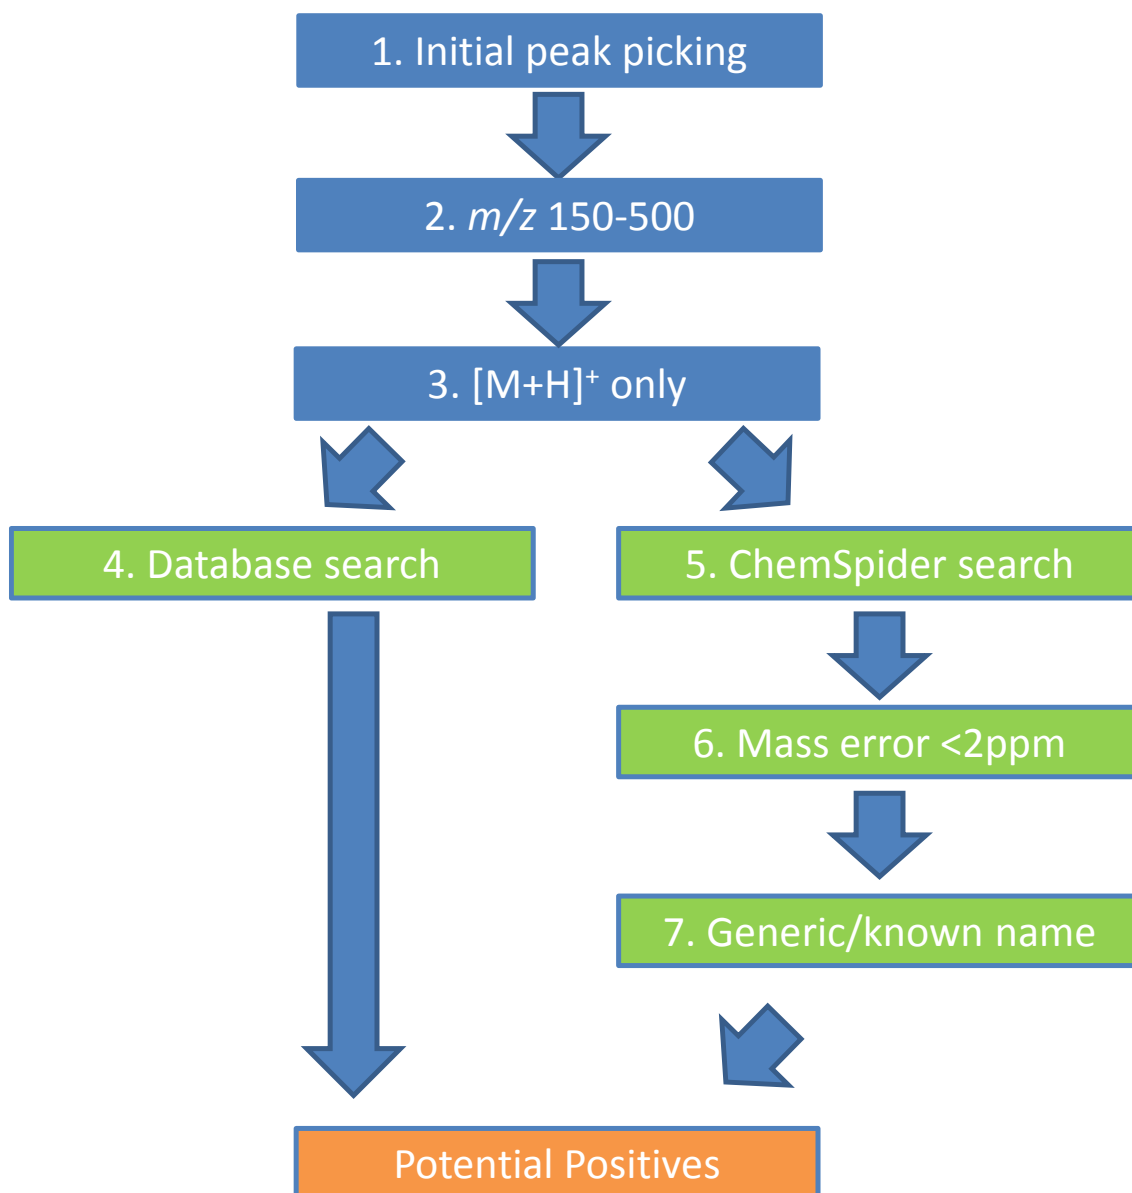 1. Initial peak picking
2. m/z 150-500
3. [M+H]⁺ only
4. Database search
5. ChemSpider search
6. Mass error <2ppm
7. Generic/known name
Potential Positives